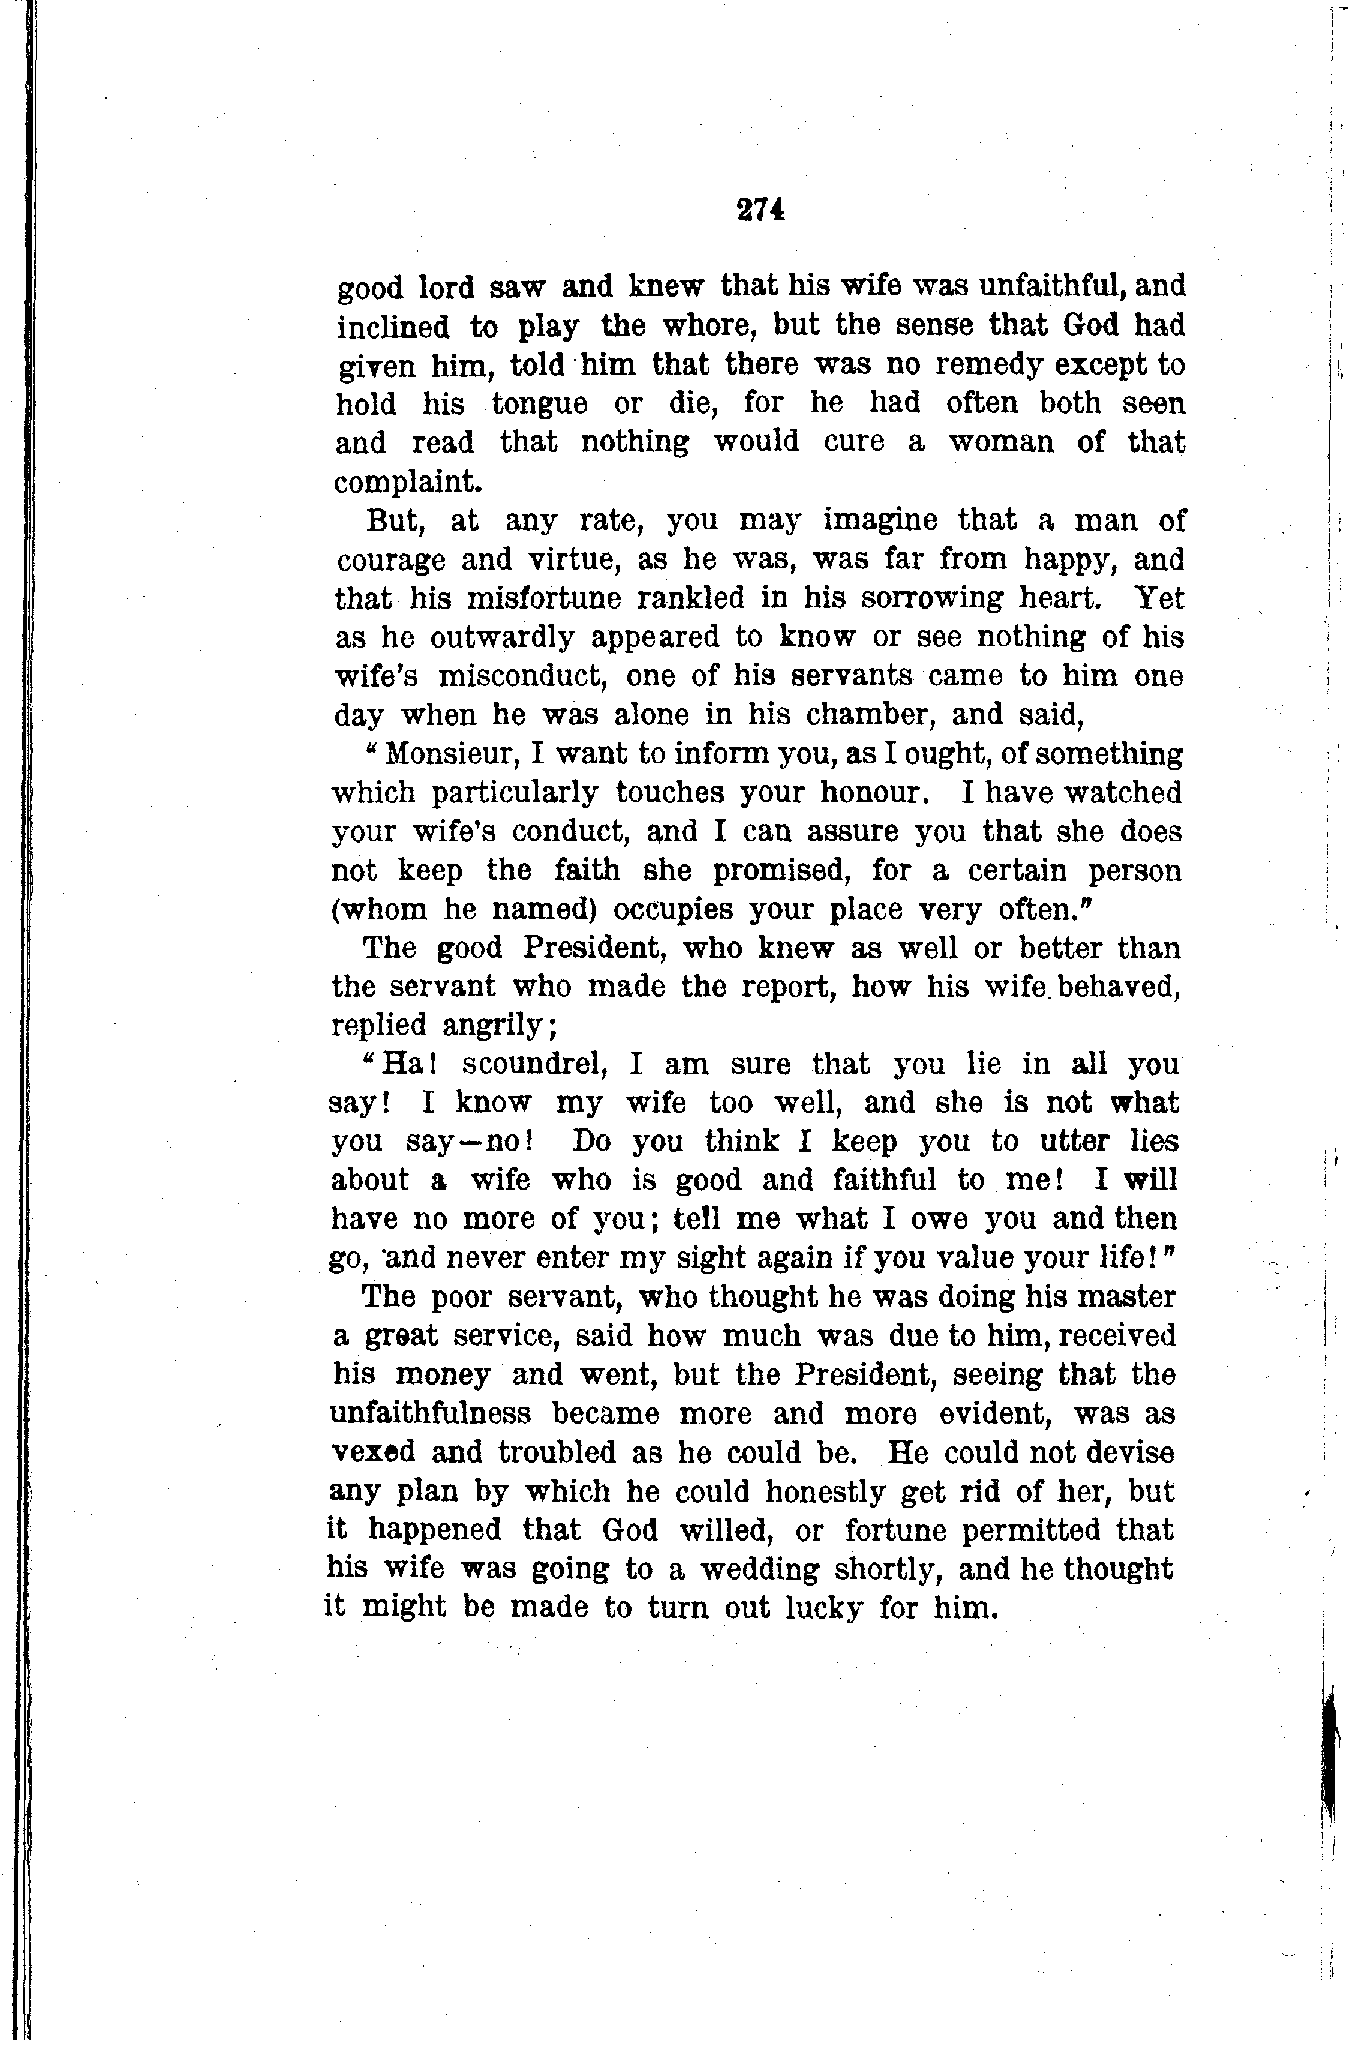 274
good lord saw and knew that his wife was unfaithful, and
inclined to play the whore, but the sense that God had
given him, told him that there was no remedy except to
hold his tongue or die, for he had often both seen
and read that nothing would cure a woman of that
complaint.
But, at any rate, you may imagine that a man of
courage and virtue, as he was, was far from happy, and
that his misfortune rankled in his sorrowing heart. Yet
as he outwardly appeared to know or see nothing of his
wife's misconduct, one of his servants came to him one
day when he was alone in his chamber, and said,
"Monsieur, I want to inform you, as I ought, of something
which particularly touches your honour. I have watched
your wife's conduct, and I can assure you that she does
not keep the faith she promised, for a certain person
(whom he named) occupies your place very often."
The good President, who knew as well or better than
the servant who made the report, how his wife behaved,
replied angrily;
"Ha! scoundrel, I am sure that you lie in all you
say! I know my wife too well, and she is not what
you say—no! Do you think I keep you to utter lies
about a wife who is good and faithful to me! I will
have no more of you; tell me what I owe you and then
go, and never enter my sight again if you value your life!"
The poor servant, who thought he was doing his master
a great service, said how much was due to him, received
his money and went, but the President, seeing that the
unfaithfulness became more and more evident, was as
vexed and troubled as he could be. He could not devise
any plan by which he could honestly get rid of her, but
it happened that God willed, or fortune permitted that
his wife was going to a wedding shortly, and he thought
it might be made to turn out lucky for him.